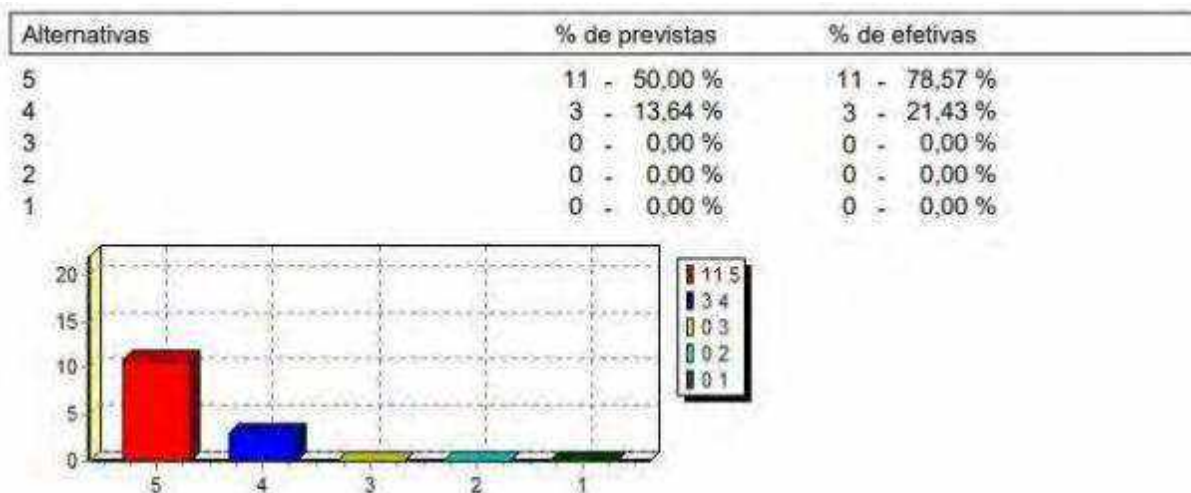 Alternativas % de previstas % de efetivas
5 11 - 50,00 % 11 - 78,57 %
4 3 - 13,64 % 3 - 21,43 %
3 0 - 0,00 % 0 - 0,00 %
2 0 - 0,00 % 0 - 0,00 %
1 0 - 0,00 % 0 - 0,00 %
20
15
10
5
0
5 4 3 2 1
11 5
3 4
0 3
0 2
0 1